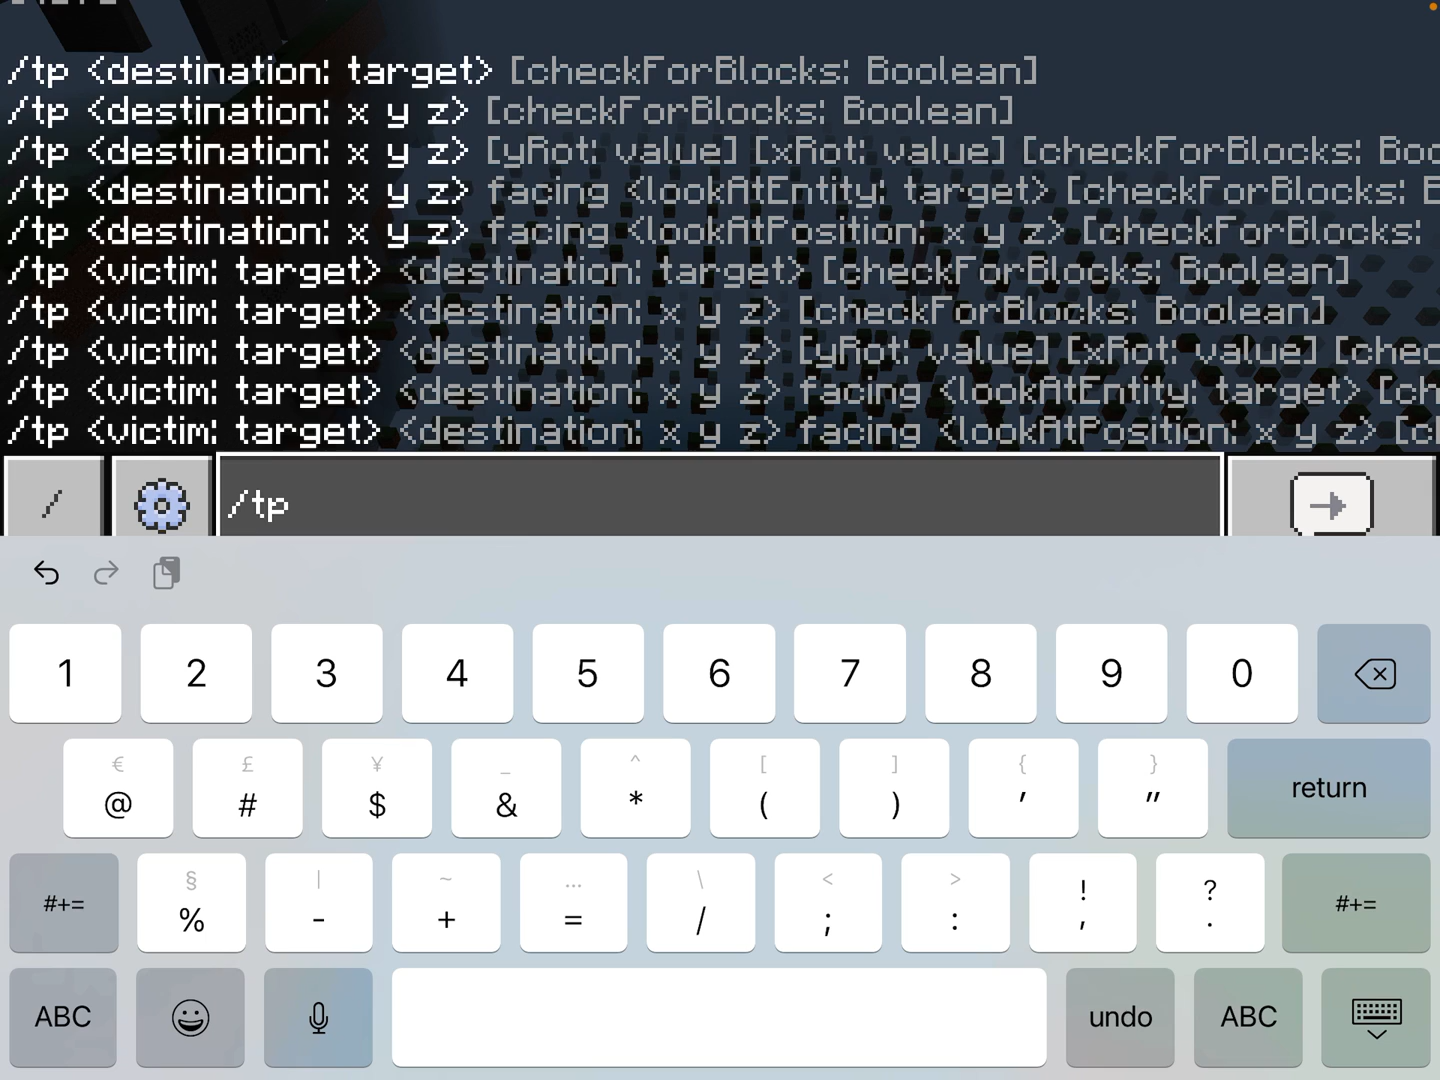 /tp <destination: target> [checkForBlocks: Boolean]
/tp <destination: x y z> [checkForBlocks: Boolean]
/tp <destination: x y z> [yRot: value] [xRot: value] [checkForBlocks: Boo
/tp <destination: x y z> facing <lookAtEntity: target> [checkForBlocks: B
/tp <destination: x y z> facing <lookAtPosition: x y z> [checkForBlocks:
/tp <victim: target> <destination: target> [checkForBlocks: Boolean]
/tp <victim: target> <destination: x y z> [checkForBlocks: Boolean]
/tp <victim: target> <destination: x y z> [yRot: value] [xRot: value] [chec
/tp <victim: target> <destination: x y z> facing <lookAtEntity: target> [ch
/tp <victim: target> <destination: x y z> facing <lookAtPosition: x y z> [c
/ /tp
1 2 3 4 5 6 7 8 9 0
€ £ ¥ _ ^ [ ] { }
@ # $ & * ( ) ' " return
§ | ~ … \ < > ! ?
#+= % - + = / ; : , . #+=
ABC undo ABC